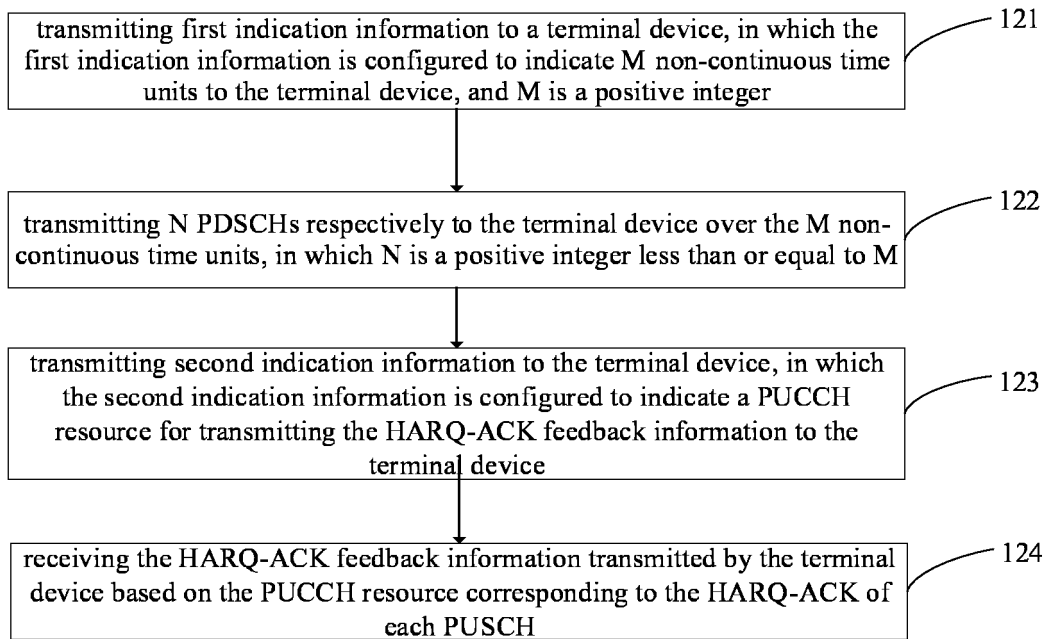 transmitting first indication information to a terminal device, in which the
first indication information is configured to indicate M non-continuous time
units to the terminal device, and M is a positive integer
121
transmitting N PDSCHs respectively to the terminal device over the M non-
continuous time units, in which N is a positive integer less than or equal to M
122
transmitting second indication information to the terminal device, in which
the second indication information is configured to indicate a PUCCH
resource for transmitting the HARQ-ACK feedback information to the
terminal device
123
receiving the HARQ-ACK feedback information transmitted by the terminal
device based on the PUCCH resource corresponding to the HARQ-ACK of
each PUSCH
124